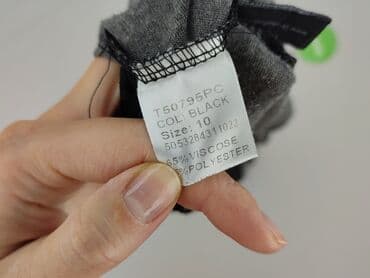 T50795PC
COL: BLACK
Size: 10
5053284311022
65% VISCOSE
% POLYESTER